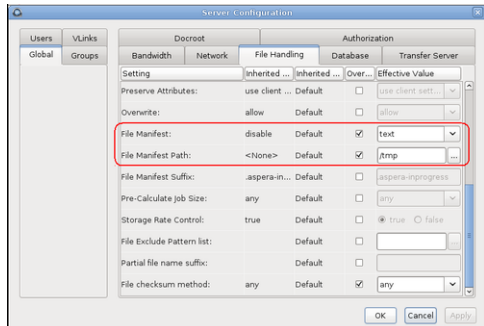 Server Configuration
Users VLinks Docroot Authorization
Global Groups Bandwidth Network File Handling Database Transfer Server
Setting Inherited ... Inherited ... Over... Effective Value
Preserve Attributes: use client ... Default use client sett...
Overwrite: allow Default allow
File Manifest: disable Default text
File Manifest Path: <None> Default /tmp ...
File Manifest Suffix: .aspera-in... Default .aspera-inprogress
Pre-Calculate Job Size: any Default any
Storage Rate Control: true Default true false
File Exclude Pattern list: Default ...
Partial file name suffix: Default
File checksum method: any Default any
OK Cancel Apply